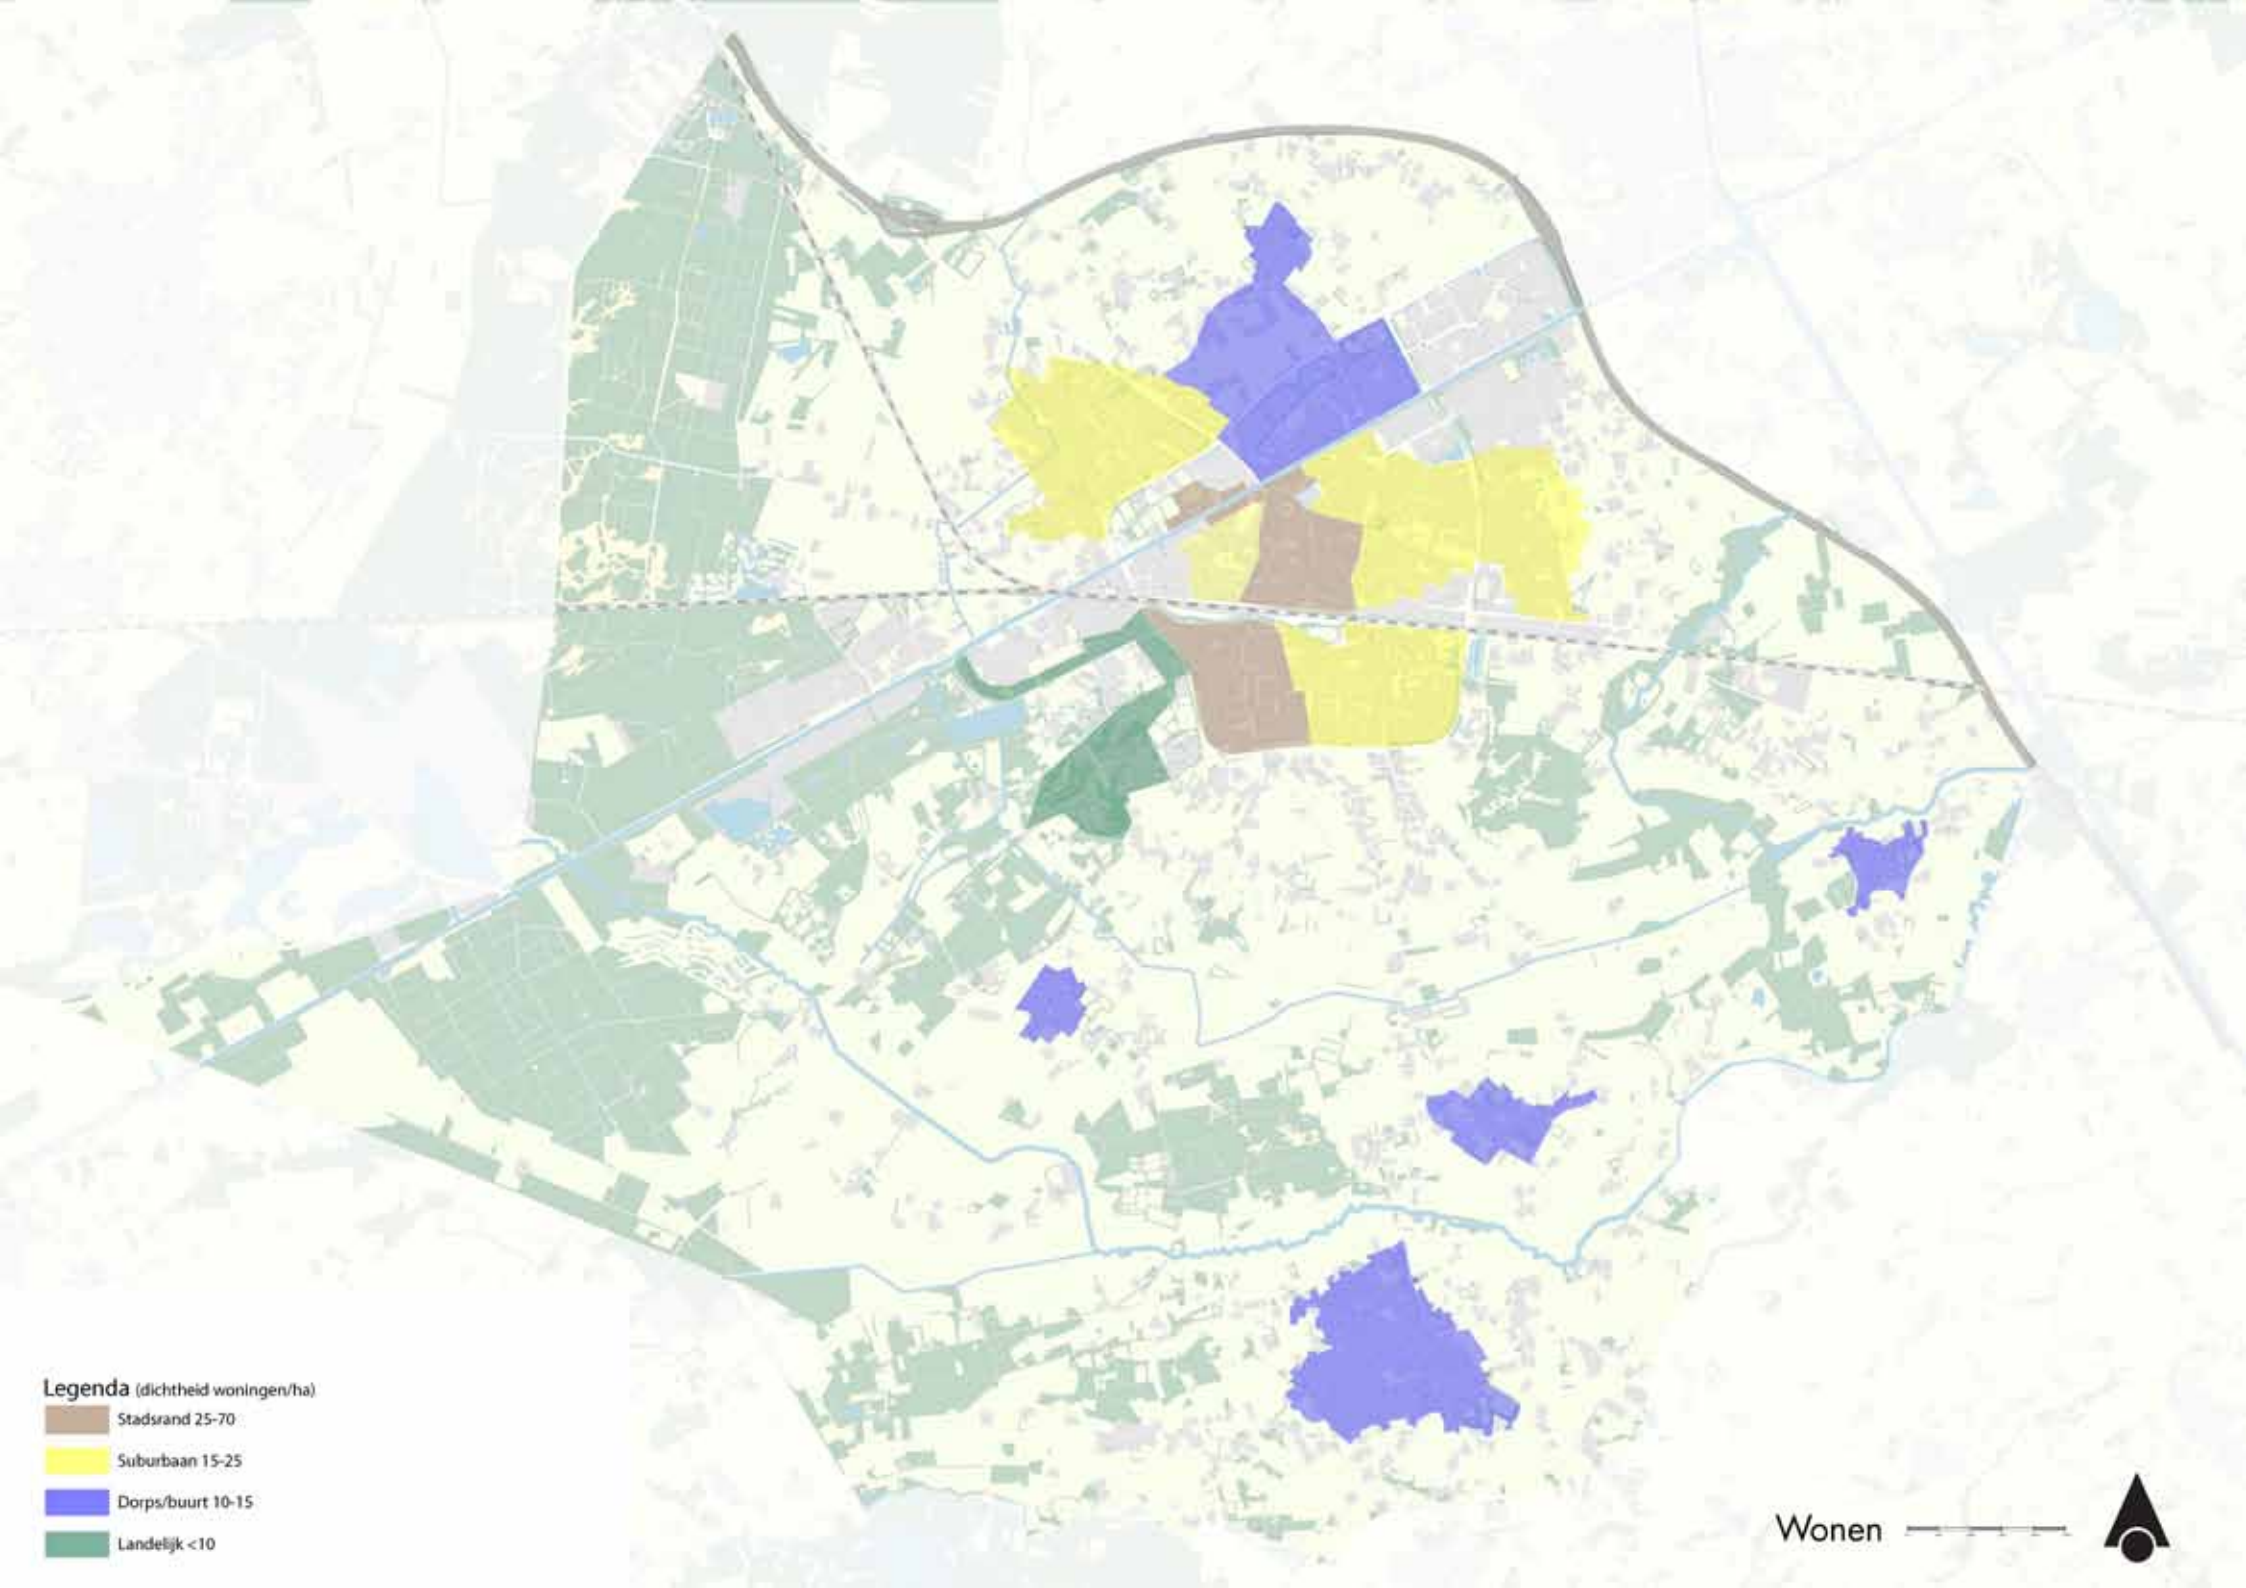 Legenda (dichtheid woningen/ha)
Stadsrand 25-70
Suburbaan 15-25
Dorps/buurt 10-15
Landelijk <10
Wonen